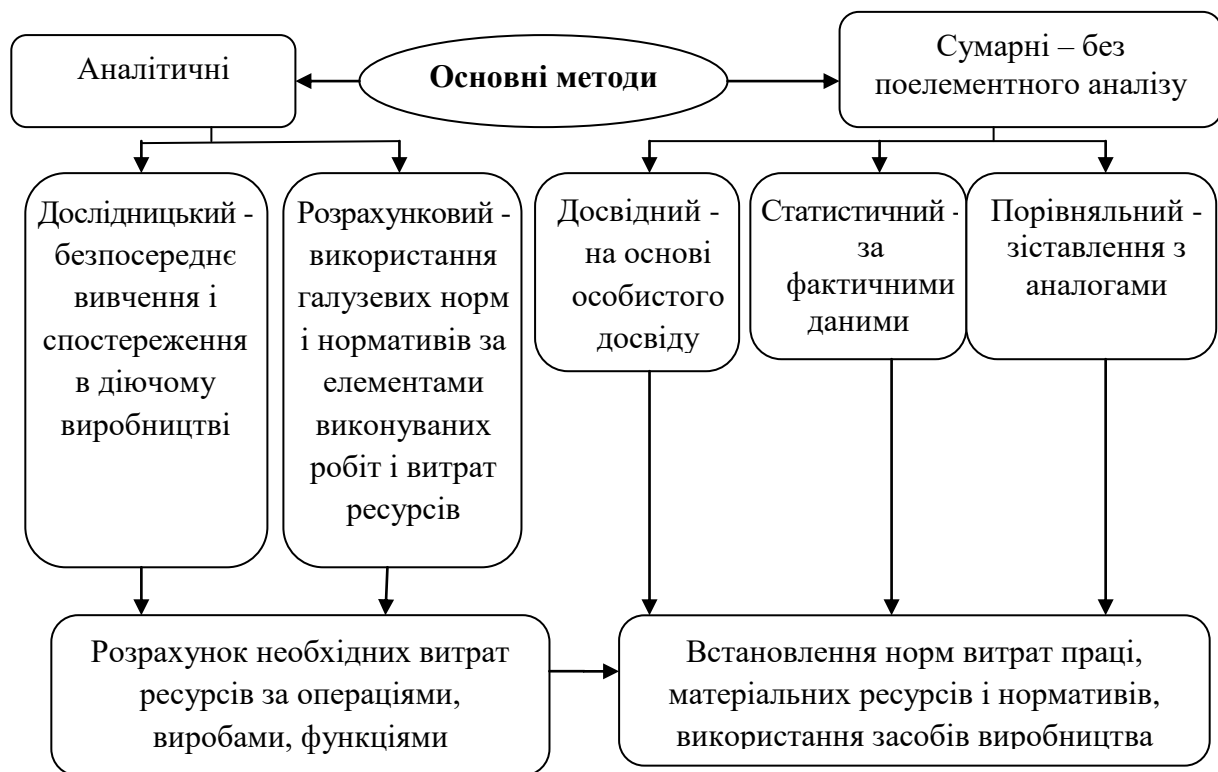 Аналітичні
Основні методи
Сумарні – без
поелементного аналізу
Дослідницький -
безпосереднє
вивчення і
спостереження
в діючому
виробництві
Розрахунковий -
використання
галузевих норм
і нормативів за
елементами
виконуваних
робіт і витрат
ресурсів
Досвідний -
на основі
особистого
досвіду
Статистичний -
за
фактичними
даними
Порівняльний -
зіставлення з
аналогами
Розрахунок необхідних витрат
ресурсів за операціями,
виробами, функціями
Встановлення норм витрат праці,
матеріальних ресурсів і нормативів,
використання засобів виробництва